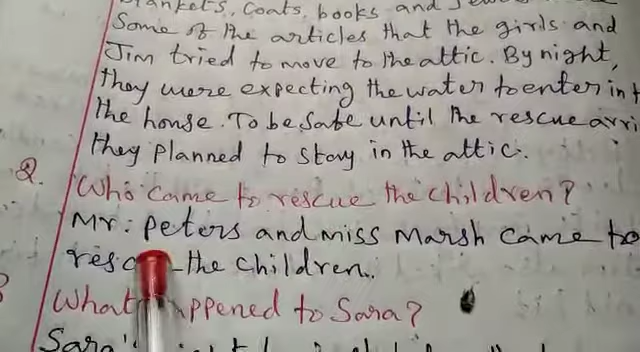 Blankets, coats, books and
Some of the articles that the girls and
Jim tried to move to the attic. By night,
they were expecting the water to enter in
the house. To be safe until the rescue arri
they planned to stay in the attic.
Q. Who came to rescue the children?
Mr: Peters and miss Marsh came to
the children.
What to Sara?